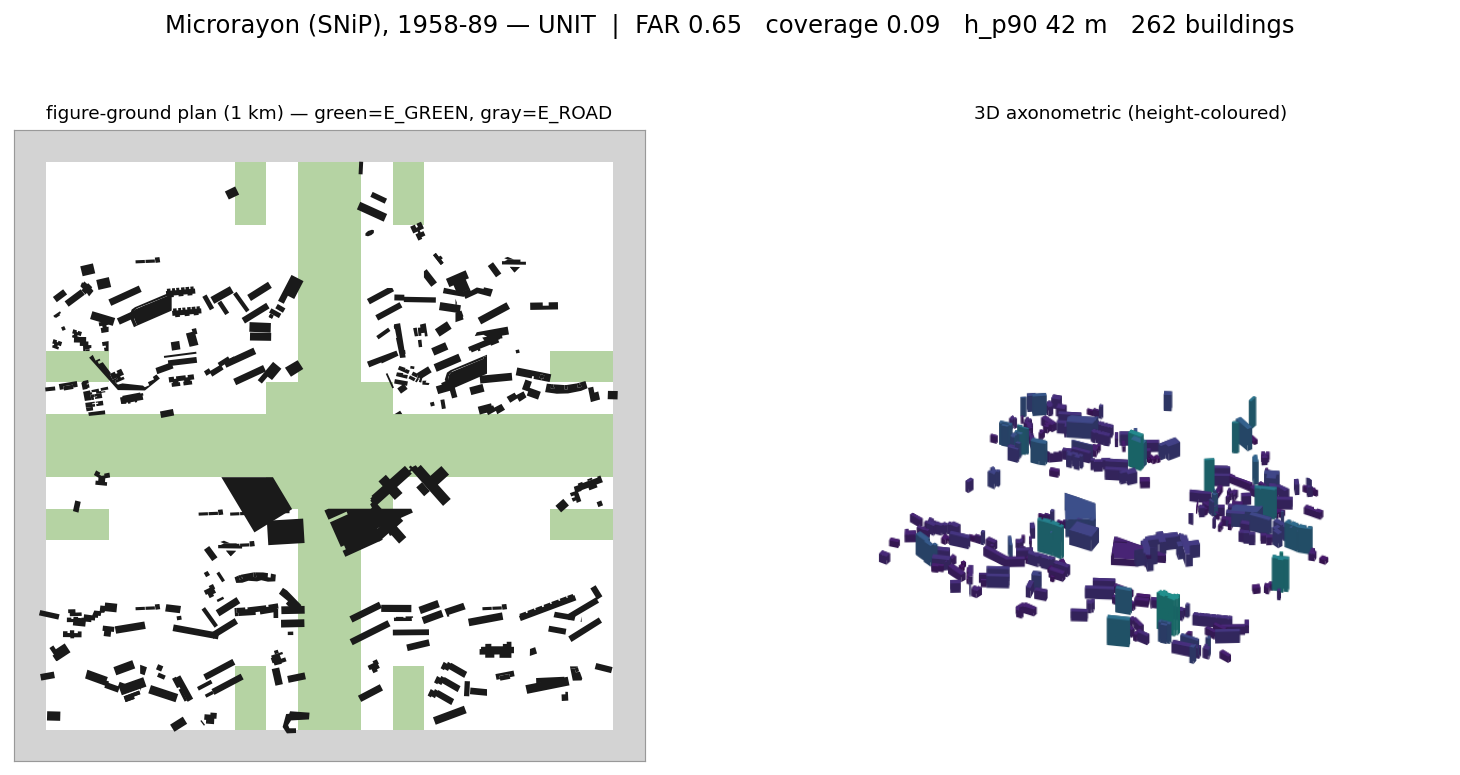 Microrayon (SNiP), 1958-89 — UNIT | FAR 0.65 coverage 0.09 h_p90 42 m 262 buildings
figure-ground plan (1 km) — green=E_GREEN, gray=E_ROAD
3D axonometric (height-coloured)